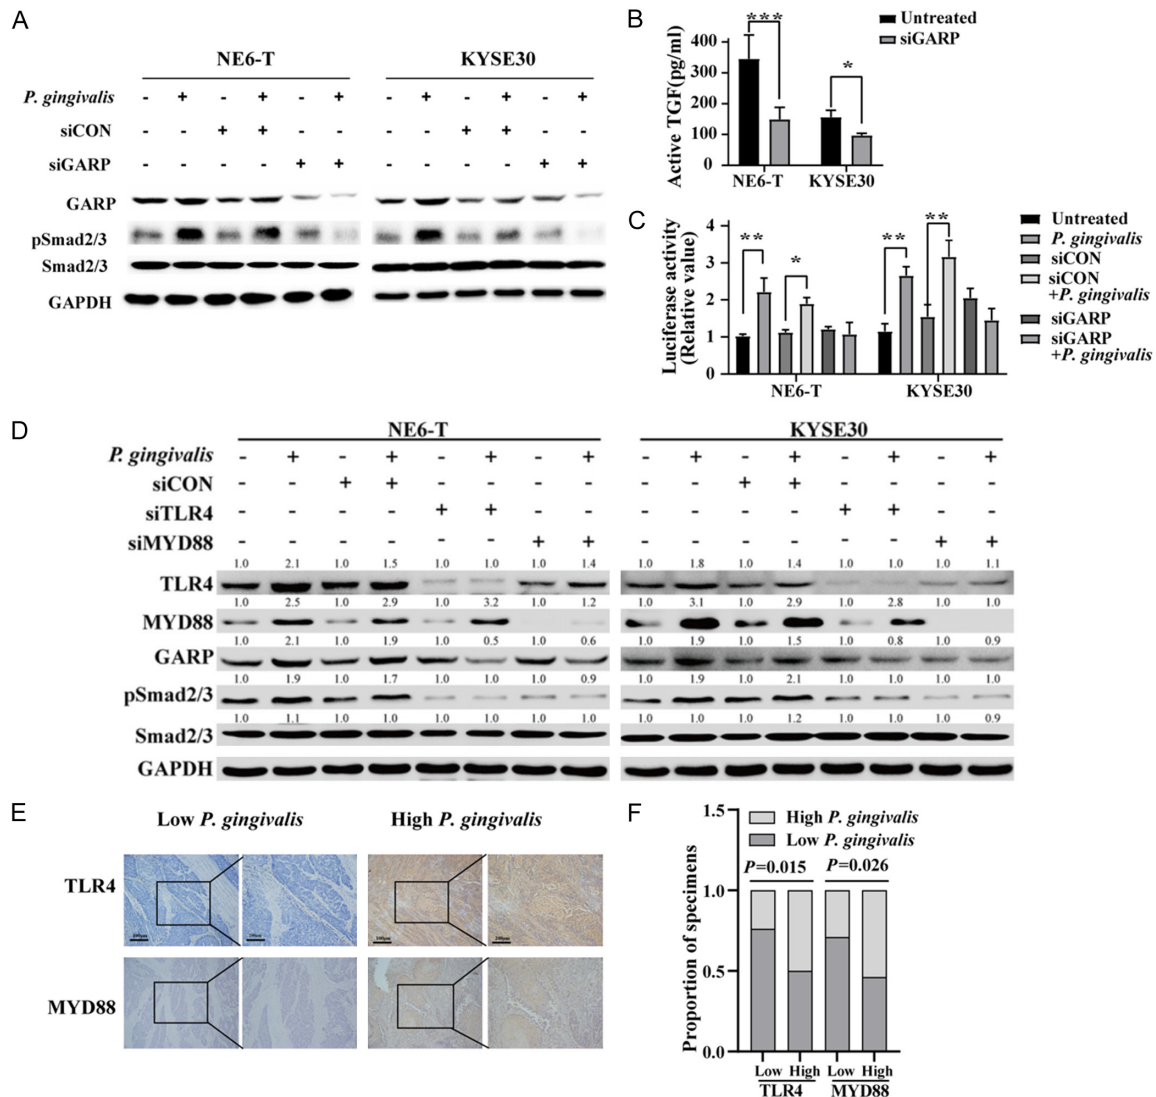 A
NE6-T KYSE30
P. gingivalis - + - + - + - + - + - +
siCON - - + + - - - - + + - -
siGARP - - - - + + - - - - + +
GARP
pSmad2/3
Smad2/3
GAPDH
B
Active TGF(pg/ml)
400
300
200
100
0
*** *
NE6-T KYSE30
Untreated
siGARP
C
Luciferase activity
(Relative value)
4
3
2
1
0
** * ** **
NE6-T KYSE30
Untreated
P. gingivalis
siCON
siCON
+P. gingivalis
siGARP
siGARP
+P. gingivalis
D
NE6-T KYSE30
P. gingivalis - + - + - + - + - + - + - + - +
siCON - - + + - - - - - - + + - - - -
siTLR4 - - - - + + - - - - - - + + - -
siMYD88 - - - - - - + + - - - - - - + +
1.0 2.1 1.0 1.5 1.0 1.0 1.0 1.4 1.0 1.8 1.0 1.4 1.0 1.0 1.0 1.1
TLR4
1.0 2.5 1.0 2.9 1.0 3.2 1.0 1.2 1.0 3.1 1.0 2.9 1.0 2.8 1.0 1.0
MYD88
1.0 2.1 1.0 1.9 1.0 0.5 1.0 0.6 1.0 1.9 1.0 1.5 1.0 0.8 1.0 0.9
GARP
1.0 1.9 1.0 1.7 1.0 1.0 1.0 0.9 1.0 1.9 1.0 2.1 1.0 1.0 1.0 1.0
pSmad2/3
1.0 1.1 1.0 1.0 1.0 1.0 1.0 1.0 1.0 1.0 1.0 1.2 1.0 1.0 1.0 0.9
Smad2/3
GAPDH
E
Low P. gingivalis High P. gingivalis
TLR4
MYD88
F
Proportion of specimens
1.5
1.0
0.5
0.0
High P. gingivalis
Low P. gingivalis
P=0.015 P=0.026
Low High Low High
TLR4 MYD88